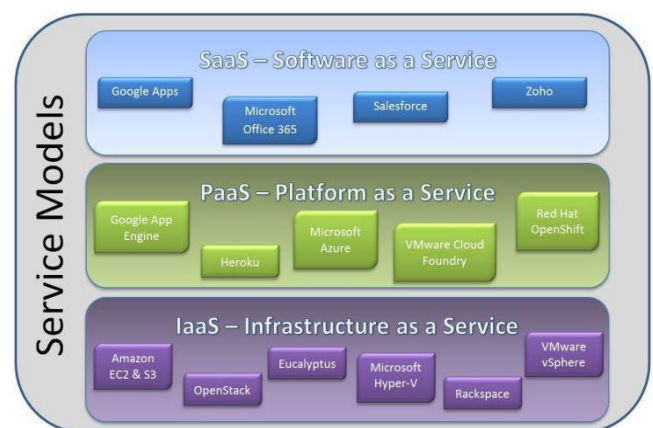 Service Models
SaaS – Software as a Service
Google Apps
Microsoft
Office 365
Salesforce
Zoho
PaaS – Platform as a Service
Google App
Engine
Heroku
Microsoft
Azure
VMware Cloud
Foundry
Red Hat
OpenShift
IaaS – Infrastructure as a Service
Amazon
EC2 & S3
OpenStack
Eucalyptus
Microsoft
Hyper-V
Rackspace
VMware
vSphere